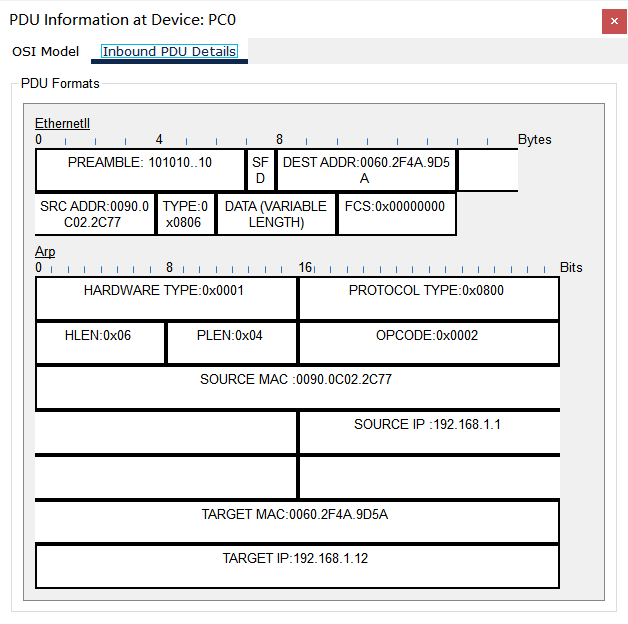 PDU Information at Device: PC0
OSI Model
Inbound PDU Details
PDU Formats
EthernetII
0 4 8 Bytes
PREAMBLE: 101010..10
SF
D
DEST ADDR:0060.2F4A.9D5
A
SRC ADDR:0090.0
C02.2C77
TYPE:0
x0806
DATA (VARIABLE
LENGTH)
FCS:0x00000000
Arp
0 8 16 Bits
HARDWARE TYPE:0x0001
PROTOCOL TYPE:0x0800
HLEN:0x06
PLEN:0x04
OPCODE:0x0002
SOURCE MAC :0090.0C02.2C77
SOURCE IP :192.168.1.1
TARGET MAC:0060.2F4A.9D5A
TARGET IP:192.168.1.12